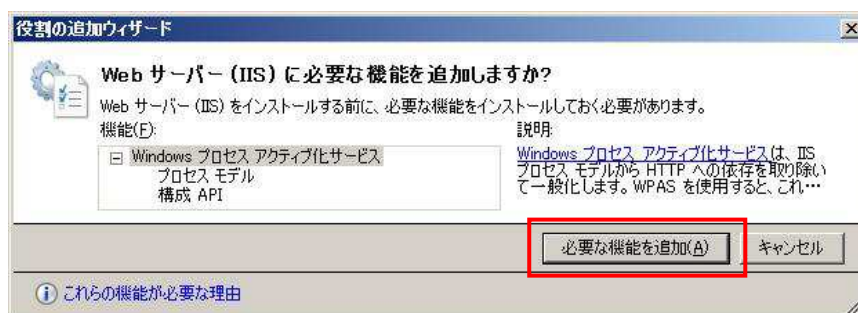 役割の追加ウィザード
Web サーバー (IIS) に必要な機能を追加しますか?
Web サーバー (IIS) をインストールする前に、必要な機能をインストールしておく必要があります。
機能(F):
Windows プロセス アクティブ化サービス
プロセス モデル
構成 API
説明:
Windows プロセス アクティブ化サービスは、IIS
プロセス モデルから HTTP への依存を取り除い
て一般化します。WPAS を使用すると、これ…
必要な機能を追加(A)
キャンセル
これらの機能が必要な理由